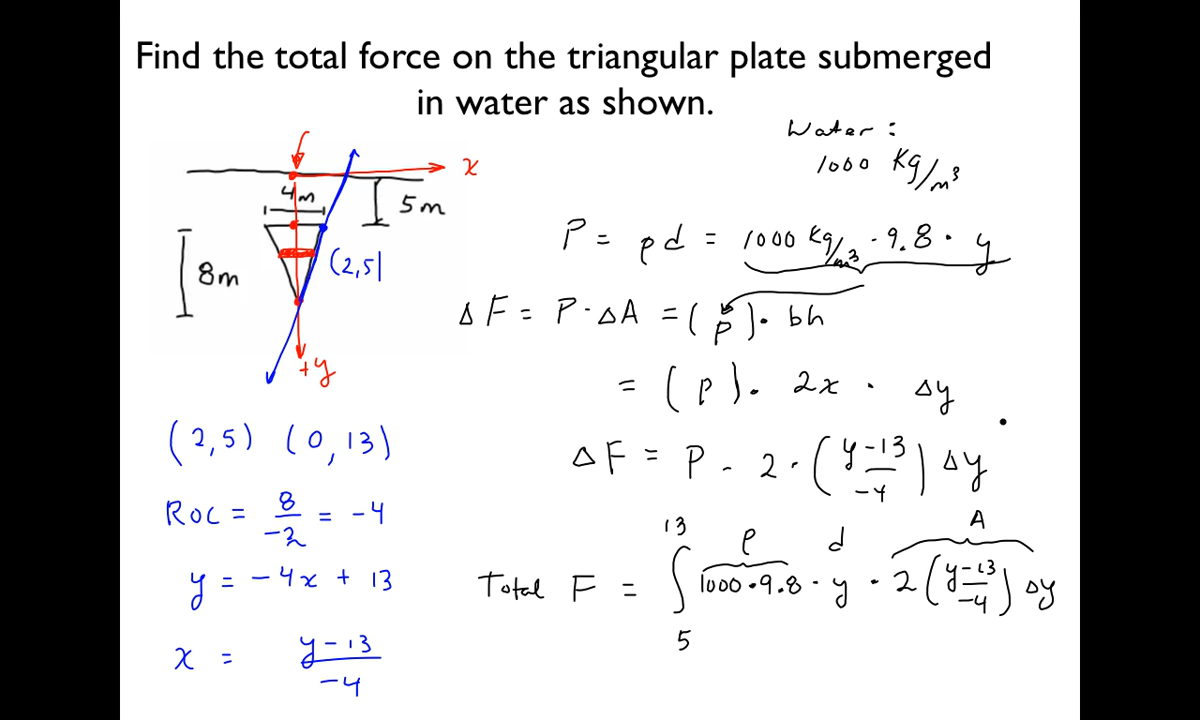 Find the total force on the triangular plate submerged
in water as shown.
Water :
1000 Kg/m³
x
4m
5m
8m
(2,5)
+y
P = ρd = 1000 Kg/m³ · 9.8 · y
ΔF = P · ΔA = (P) · bh
= (P) · 2x · Δy
ΔF = P · 2 · (y-13/-4) Δy
(2,5) (0,13)
ROC = 8/-2 = -4
y = -4x + 13
x = y-13/-4
ρ d A
Total F = ∫₅¹³ 1000 · 9.8 · y · 2 (y-13/-4) Δy